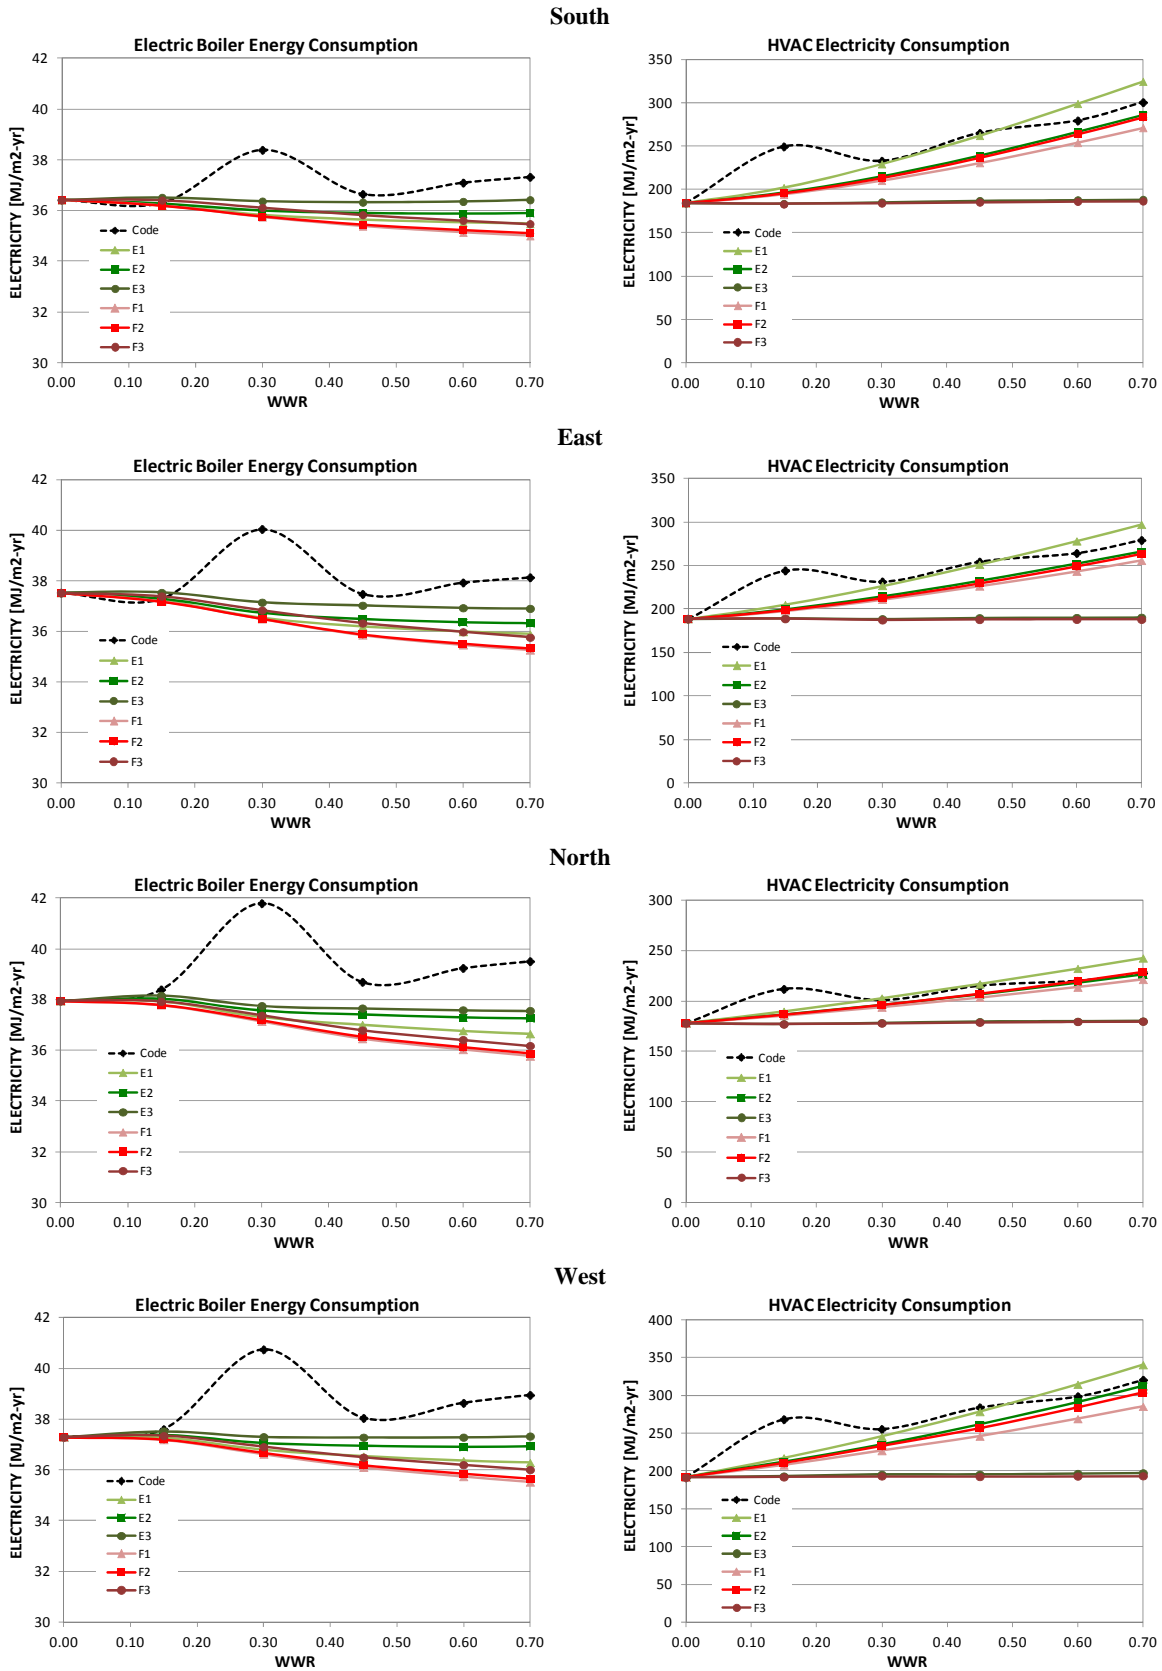 South
Electric Boiler Energy Consumption
ELECTRICITY [MJ/m2-yr]
42
40
38
36
34
32
30
Code
E1
E2
E3
F1
F2
F3
0.00 0.10 0.20 0.30 0.40 0.50 0.60 0.70
WWR
HVAC Electricity Consumption
ELECTRICITY [MJ/m2-yr]
350
300
250
200
150
100
50
0
Code
E1
E2
E3
F1
F2
F3
0.00 0.10 0.20 0.30 0.40 0.50 0.60 0.70
WWR
East
Electric Boiler Energy Consumption
ELECTRICITY [MJ/m2-yr]
42
40
38
36
34
32
30
Code
E1
E2
E3
F1
F2
F3
0.00 0.10 0.20 0.30 0.40 0.50 0.60 0.70
WWR
HVAC Electricity Consumption
ELECTRICITY [MJ/m2-yr]
350
300
250
200
150
100
50
0
Code
E1
E2
E3
F1
F2
F3
0.00 0.10 0.20 0.30 0.40 0.50 0.60 0.70
WWR
North
Electric Boiler Energy Consumption
ELECTRICITY [MJ/m2-yr]
42
40
38
36
34
32
30
Code
E1
E2
E3
F1
F2
F3
0.00 0.10 0.20 0.30 0.40 0.50 0.60 0.70
WWR
HVAC Electricity Consumption
ELECTRICITY [MJ/m2-yr]
300
250
200
150
100
50
0
Code
E1
E2
E3
F1
F2
F3
0.00 0.10 0.20 0.30 0.40 0.50 0.60 0.70
WWR
West
Electric Boiler Energy Consumption
ELECTRICITY [MJ/m2-yr]
42
40
38
36
34
32
30
Code
E1
E2
E3
F1
F2
F3
0.00 0.10 0.20 0.30 0.40 0.50 0.60 0.70
WWR
HVAC Electricity Consumption
ELECTRICITY [MJ/m2-yr]
400
350
300
250
200
150
100
50
0
Code
E1
E2
E3
F1
F2
F3
0.00 0.10 0.20 0.30 0.40 0.50 0.60 0.70
WWR